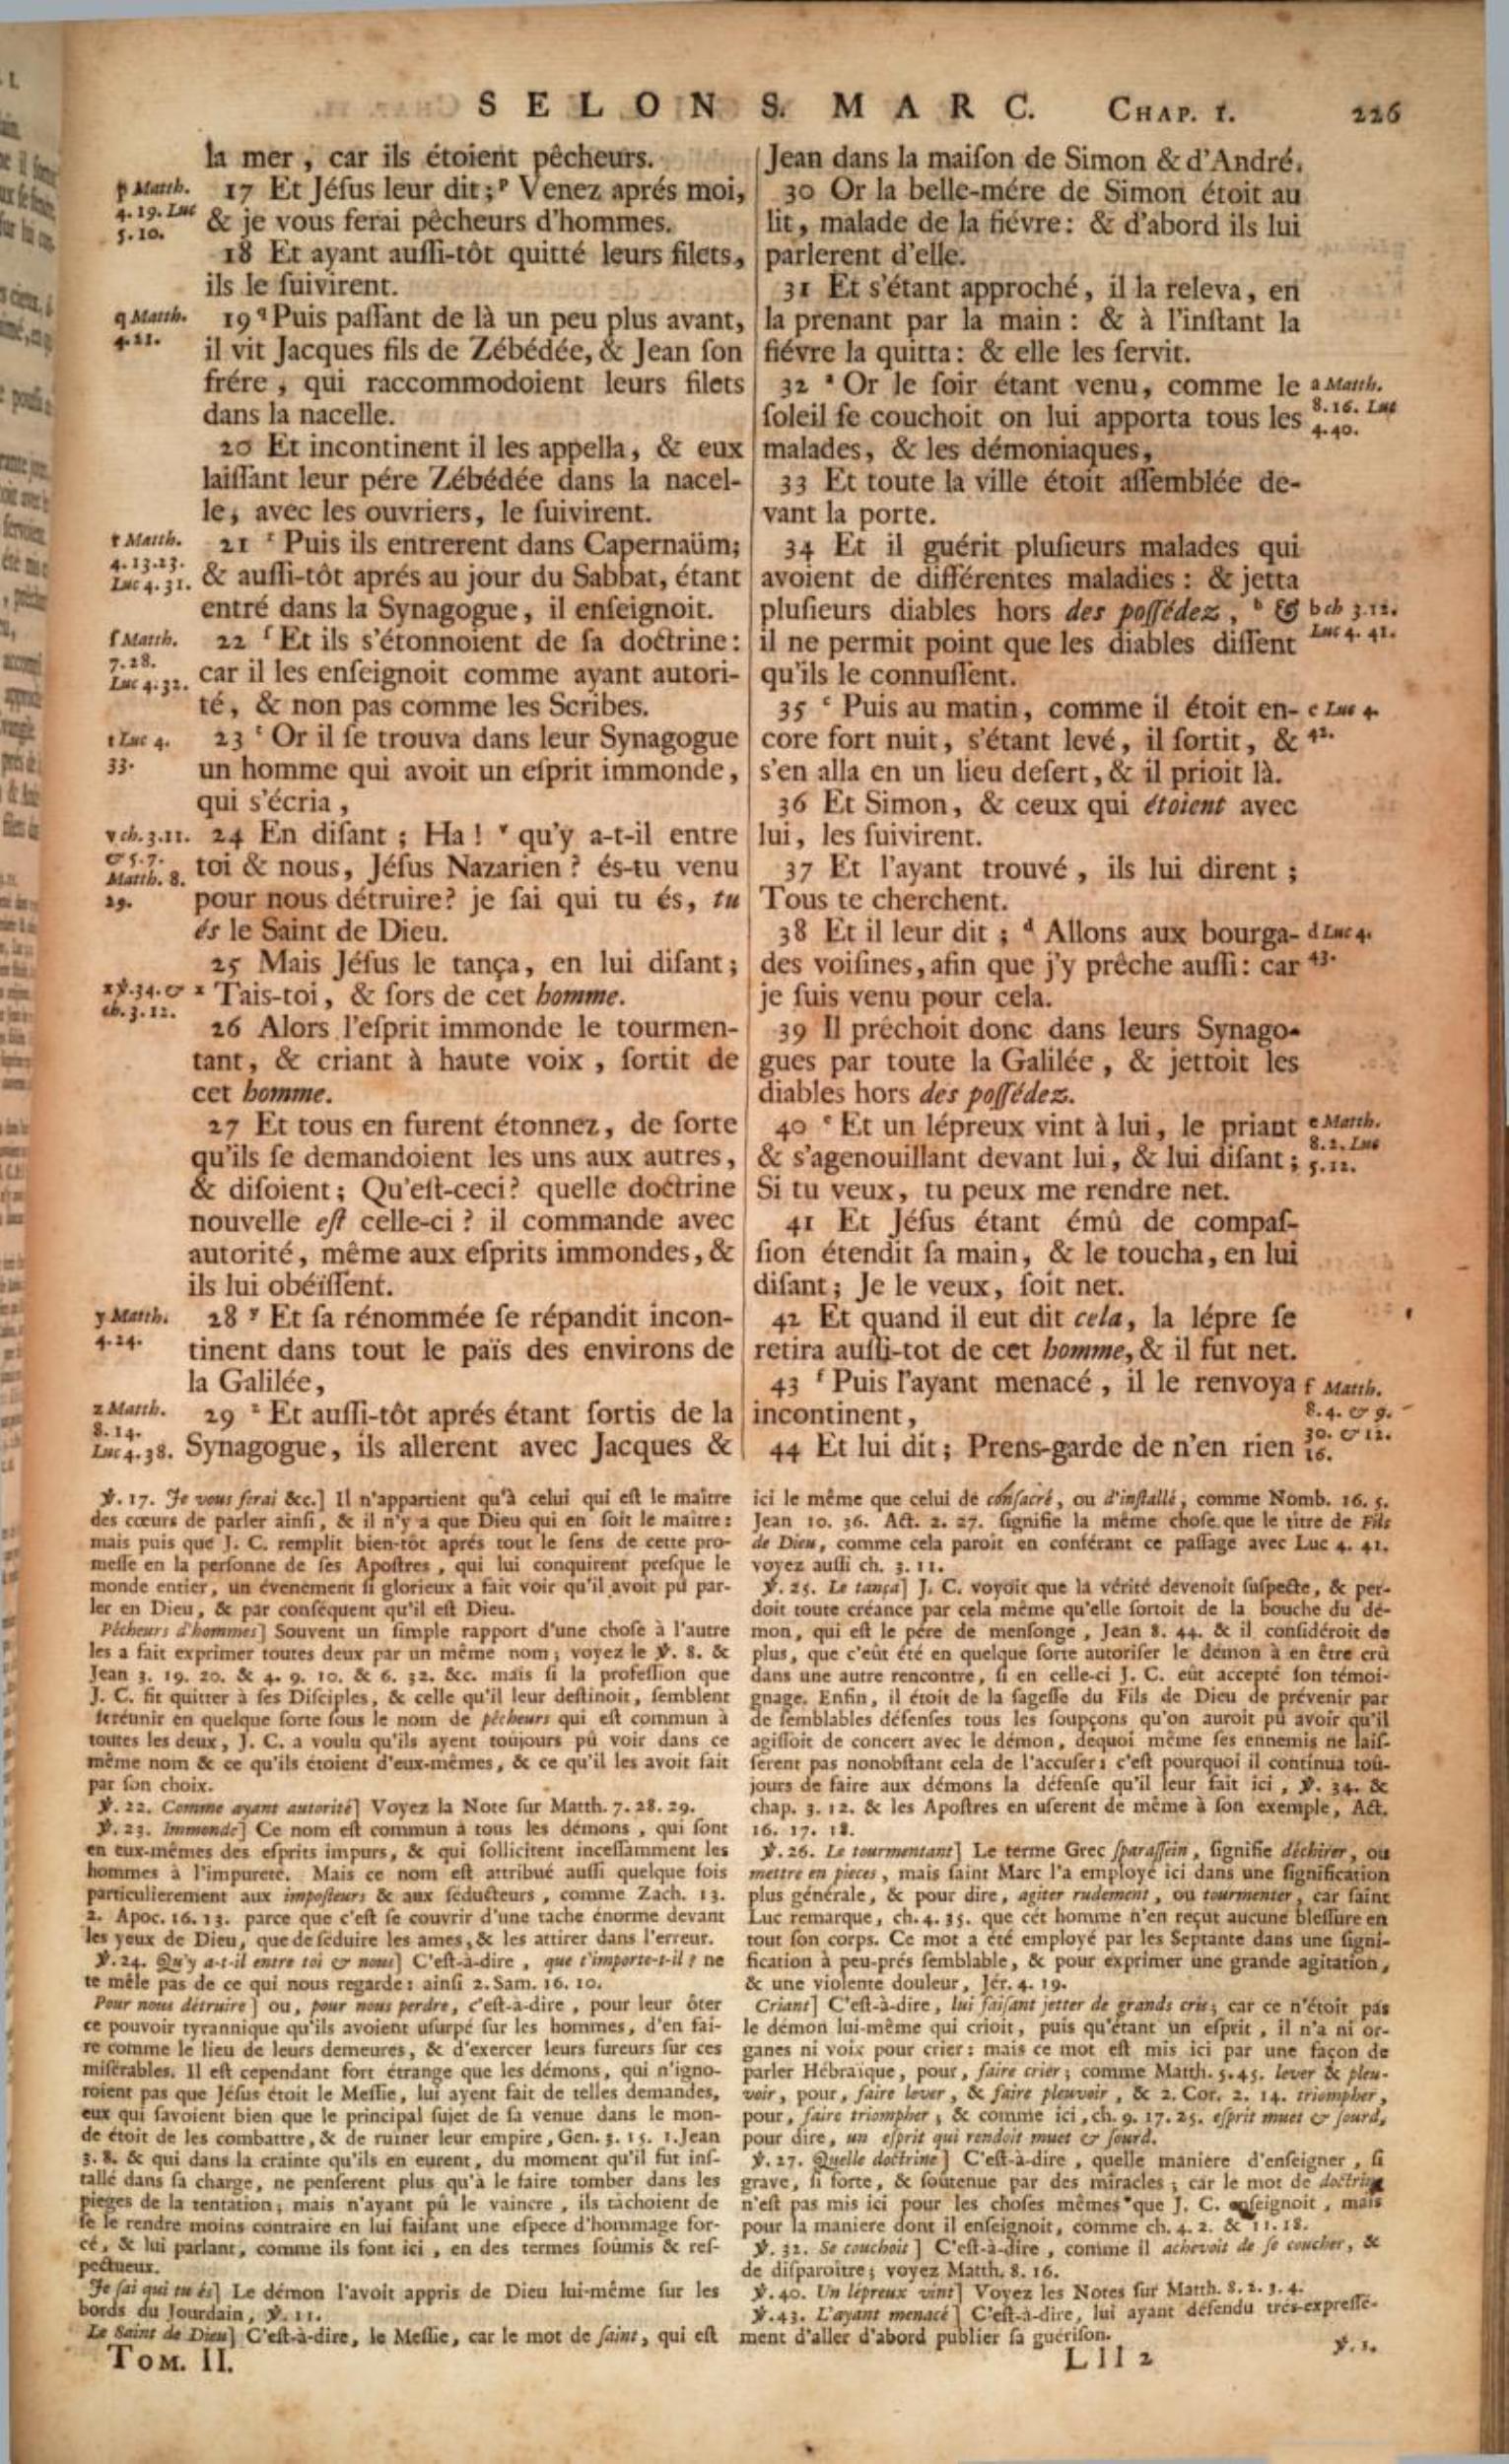 SELON S. MARC. CHAP. I. 226
la mer, car ils étoient pêcheurs.
p Matth. 4. 19. Luc 5. 10.
17 Et Jéſus leur dit; ᵖ Venez aprés moi,
& je vous ferai pêcheurs d'hommes.
18 Et ayant auſſi-tôt quitté leurs filets,
ils le ſuivirent.
q Matth. 4. 21.
19 ᑫ Puis paſſant de là un peu plus avant,
il vit Jacques fils de Zébédée, & Jean ſon
frére, qui raccommodoient leurs filets
dans la nacelle.
20 Et incontinent il les appella, & eux
laiſſant leur pére Zébédée dans la nacel-
le, avec les ouvriers, le ſuivirent.
r Matth. 4. 13. 23. Luc 4. 31.
21 ʳ Puis ils entrerent dans Capernaüm;
& auſſi-tôt aprés au jour du Sabbat, étant
entré dans la Synagogue, il enſeignoit.
ſ Matth. 7. 28. Luc 4. 32.
22 ſ Et ils s'étonnoient de ſa doctrine:
car il les enſeignoit comme ayant autori-
té, & non pas comme les Scribes.
t Luc 4. 33.
23 ᵗ Or il ſe trouva dans leur Synagogue
un homme qui avoit un eſprit immonde,
qui s'écria,
v ch. 3. 11. & 5. 7. Matth. 8. 29.
24 En diſant; Ha! ᵛ qu'y a-t-il entre
toi & nous, Jéſus Nazarien? és-tu venu
pour nous détruire? je ſai qui tu és, tu
és le Saint de Dieu.
25 Mais Jéſus le tança, en lui diſant;
x ℣. 34. & ch. 3. 12.
ˣ Tais-toi, & ſors de cet homme.
26 Alors l'eſprit immonde le tourmen-
tant, & criant à haute voix, ſortit de
cet homme.
27 Et tous en furent étonnez, de ſorte
qu'ils ſe demandoient les uns aux autres,
& diſoient; Qu'eſt-ceci? quelle doctrine
nouvelle eſt celle-ci? il commande avec
autorité, même aux eſprits immondes, &
ils lui obéïſſent.
y Matth. 4. 24.
28 ʸ Et ſa rénommée ſe répandit incon-
tinent dans tout le païs des environs de
la Galilée,
z Matth. 8. 14. Luc 4. 38.
29 ᶻ Et auſſi-tôt aprés étant ſortis de la
Synagogue, ils allerent avec Jacques &
Jean dans la maiſon de Simon & d'André.
30 Or la belle-mére de Simon étoit au
lit, malade de la fiévre: & d'abord ils lui
parlerent d'elle.
31 Et s'étant approché, il la releva, en
la prenant par la main: & à l'inſtant la
fiévre la quitta: & elle les ſervit.
32 ᵃ Or le ſoir étant venu, comme le
a Matth. 8. 16. Luc 4. 40.
ſoleil ſe couchoit on lui apporta tous les
malades, & les démoniaques,
33 Et toute la ville étoit aſſemblée de-
vant la porte.
34 Et il guérit pluſieurs malades qui
avoient de différentes maladies: & jetta
pluſieurs diables hors des poſſédez, ᵇ &
b ch 3. 12. Luc 4. 41.
il ne permit point que les diables diſſent
qu'ils le connuſſent.
35 ᶜ Puis au matin, comme il étoit en-
c Luc 4. 42.
core fort nuit, s'étant levé, il ſortit, &
s'en alla en un lieu deſert, & il prioit là.
36 Et Simon, & ceux qui étoient avec
lui, les ſuivirent.
37 Et l'ayant trouvé, ils lui dirent;
Tous te cherchent.
38 Et il leur dit; ᵈ Allons aux bourga-
d Luc 4. 43.
des voiſines, afin que j'y prêche auſſi: car
je ſuis venu pour cela.
39 Il prêchoit donc dans leurs Synago-
gues par toute la Galilée, & jettoit les
diables hors des poſſédez.
40 ᵉ Et un lépreux vint à lui, le priant
e Matth. 8. 2. Luc 5. 12.
& s'agenouillant devant lui, & lui diſant;
Si tu veux, tu peux me rendre net.
41 Et Jéſus étant émû de compaſ-
ſion étendit ſa main, & le toucha, en lui
diſant; Je le veux, ſoit net.
42 Et quand il eut dit cela, la lépre ſe
retira auſſi-tot de cet homme, & il fut net.
43 ᶠ Puis l'ayant menacé, il le renvoya
f Matth. 8. 4. & 9. 30. & 12. 16.
incontinent,
44 Et lui dit; Prens-garde de n'en rien
℣. 17. Je vous ferai &c.] Il n'appartient qu'à celui qui eſt le maître
des cœurs de parler ainſi, & il n'y a que Dieu qui en ſoit le maître:
mais puis que J. C. remplit bien-tôt aprés tout le ſens de cette pro-
meſſe en la perſonne de ſes Apoſtres, qui lui conquirent preſque le
monde entier, un évenement ſi glorieux a fait voir qu'il avoit pû par-
ler en Dieu, & par conſéquent qu'il eſt Dieu.
Pêcheurs d'hommes] Souvent un ſimple rapport d'une choſe à l'autre
les a fait exprimer toutes deux par un même nom; voyez le ℣. 8. &
Jean 3. 19. 20. & 4. 9. 10. & 6. 32. &c. mais ſi la profeſſion que
J. C. fit quitter à ſes Diſciples, & celle qu'il leur deſtinoit, ſemblent
ſe réunir en quelque ſorte ſous le nom de pêcheurs qui eſt commun à
toutes les deux, J. C. a voulu qu'ils ayent toûjours pû voir dans ce
même nom & ce qu'ils étoient d'eux-mêmes, & ce qu'il les avoit fait
par ſon choix.
℣. 22. Comme ayant autorité] Voyez la Note ſur Matth. 7. 28. 29.
℣. 23. Immonde] Ce nom eſt commun à tous les démons, qui ſont
en eux-mêmes des eſprits impurs, & qui ſollicitent inceſſamment les
hommes à l'impureté. Mais ce nom eſt attribué auſſi quelque fois
particulierement aux impoſteurs & aux ſéducteurs, comme Zach. 13.
2. Apoc. 16. 13. parce que c'eſt ſe couvrir d'une tache énorme devant
les yeux de Dieu, que de ſéduire les ames, & les attirer dans l'erreur.
℣. 24. Qu'y a-t-il entre toi & nous] C'eſt-à-dire, que t'importe-t-il? ne
te mêle pas de ce qui nous regarde: ainſi 2. Sam. 16. 10.
Pour nous détruire] ou, pour nous perdre, c'eſt-à-dire, pour leur ôter
ce pouvoir tyrannique qu'ils avoient uſurpé ſur les hommes, d'en fai-
re comme le lieu de leurs demeures, & d'exercer leurs fureurs ſur ces
miſérables. Il eſt cependant fort étrange que les démons, qui n'igno-
roient pas que Jéſus étoit le Meſſie, lui ayent fait de telles demandes,
eux qui ſavoient bien que le principal ſujet de ſa venue dans le mon-
de étoit de les combattre, & de ruiner leur empire, Gen. 3. 15. 1. Jean
3. 8. & qui dans la crainte qu'ils en eurent, du moment qu'il fut inſ-
tallé dans ſa charge, ne penſerent plus qu'à le faire tomber dans les
pieges de la tentation; mais n'ayant pû le vaincre, ils tâchoient de
ſe le rendre moins contraire en lui faiſant une eſpece d'hommage for-
cé, & lui parlant, comme ils font ici, en des termes ſoûmis & reſ-
pectueux.
Je ſai qui tu és] Le démon l'avoit appris de Dieu lui-même ſur les
bords du Jourdain, ℣. 11.
Le Saint de Dieu] C'eſt-à-dire, le Meſſie, car le mot de ſaint, qui eſt
ici le même que celui de conſacré, ou d'inſtallé, comme Nomb. 16. 5.
Jean 10. 36. Act. 2. 27. ſignifie la même choſe que le titre de Fils
de Dieu, comme cela paroit en conférant ce paſſage avec Luc 4. 41.
voyez auſſi ch. 3. 11.
℣. 25. Le tança] J. C. voyoit que la vérité devenoit ſuſpecte, & per-
doit toute créance par cela même qu'elle ſortoit de la bouche du dé-
mon, qui eſt le pére de menſonge, Jean 8. 44. & il conſidéroit de
plus, que c'eût été en quelque ſorte autoriſer le démon à en être crû
dans une autre rencontre, ſi en celle-ci J. C. eût accepté ſon témoi-
gnage. Enfin, il étoit de la ſageſſe du Fils de Dieu de prévenir par
de ſemblables défenſes tous les ſoupçons qu'on auroit pû avoir qu'il
agiſſoit de concert avec le démon, dequoi même ſes ennemis ne laiſ-
ſerent pas nonobſtant cela de l'accuſer: c'eſt pourquoi il continua toû-
jours de faire aux démons la défenſe qu'il leur fait ici, ℣. 34. &
chap. 3. 12. & les Apoſtres en uſerent de même à ſon exemple, Act.
16. 17. 18.
℣. 26. Le tourmentant] Le terme Grec ſparaſſein, ſignifie déchirer, ou
mettre en pieces, mais ſaint Marc l'a employé ici dans une ſignification
plus générale, & pour dire, agiter rudement, ou tourmenter, car ſaint
Luc remarque, ch. 4. 35. que cét homme n'en reçut aucune bleſſure en
tout ſon corps. Ce mot a été employé par les Septante dans une ſigni-
fication à peu-prés ſemblable, & pour exprimer une grande agitation,
& une violente douleur, Jér. 4. 19.
Criant] C'eſt-à-dire, lui faiſant jetter de grands cris; car ce n'étoit pas
le démon lui-même qui crioit, puis qu'étant un eſprit, il n'a ni or-
ganes ni voix pour crier: mais ce mot eſt mis ici par une façon de
parler Hébraïque, pour, faire crier; comme Matth. 5. 45. lever & pleu-
voir, pour, faire lever, & faire pleuvoir, & 2. Cor. 2. 14. triompher,
pour, faire triompher; & comme ici, ch. 9. 17. 25. eſprit muet & ſourd,
pour dire, un eſprit qui rendoit muet & ſourd.
℣. 27. Quelle doctrine] C'eſt-à-dire, quelle maniere d'enſeigner, ſi
grave, ſi forte, & ſoûtenue par des miracles; car le mot de doctrine
n'eſt pas mis ici pour les choſes mêmes que J. C. enſeignoit, mais
pour la maniere dont il enſeignoit, comme ch. 4. 2. & 11. 18.
℣. 32. Se couchoit] C'eſt-à-dire, comme il achevoit de ſe coucher, &
de diſparoître; voyez Matth. 8. 16.
℣. 40. Un lépreux vint] Voyez les Notes ſur Matth. 8. 2. 3. 4.
℣. 43. L'ayant menacé] C'eſt-à-dire, lui ayant défendu trés-expreſſé-
ment d'aller d'abord publier ſa guériſon.
TOM. II. Lll 2 ℣. 1.